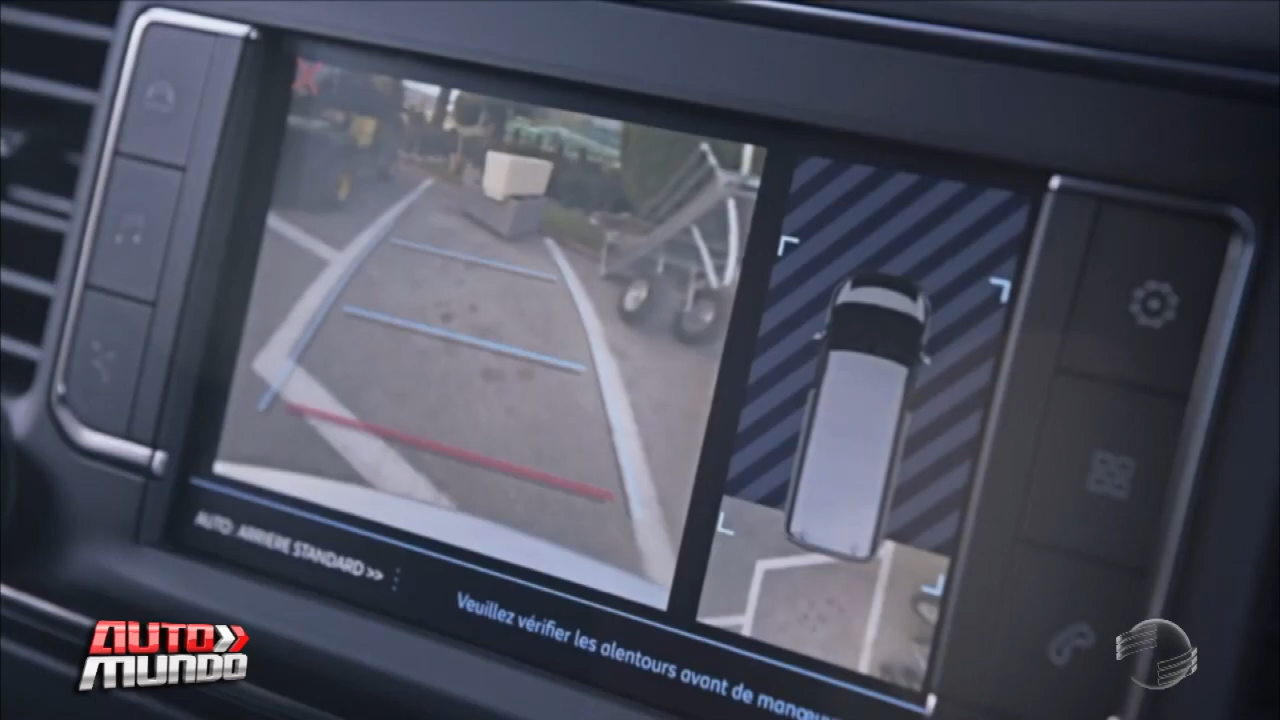 AUTO : ARRIERE STANDARD >>
Veuillez vérifier les alentours avant de
AUTO
MUNDO